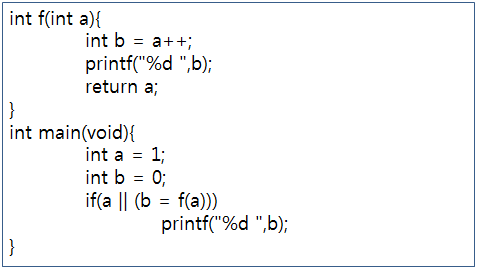 int f(int a){
int b = a++;
printf("%d ",b);
return a;
}
int main(void){
int a = 1;
int b = 0;
if(a || (b = f(a)))
printf("%d ",b);
}